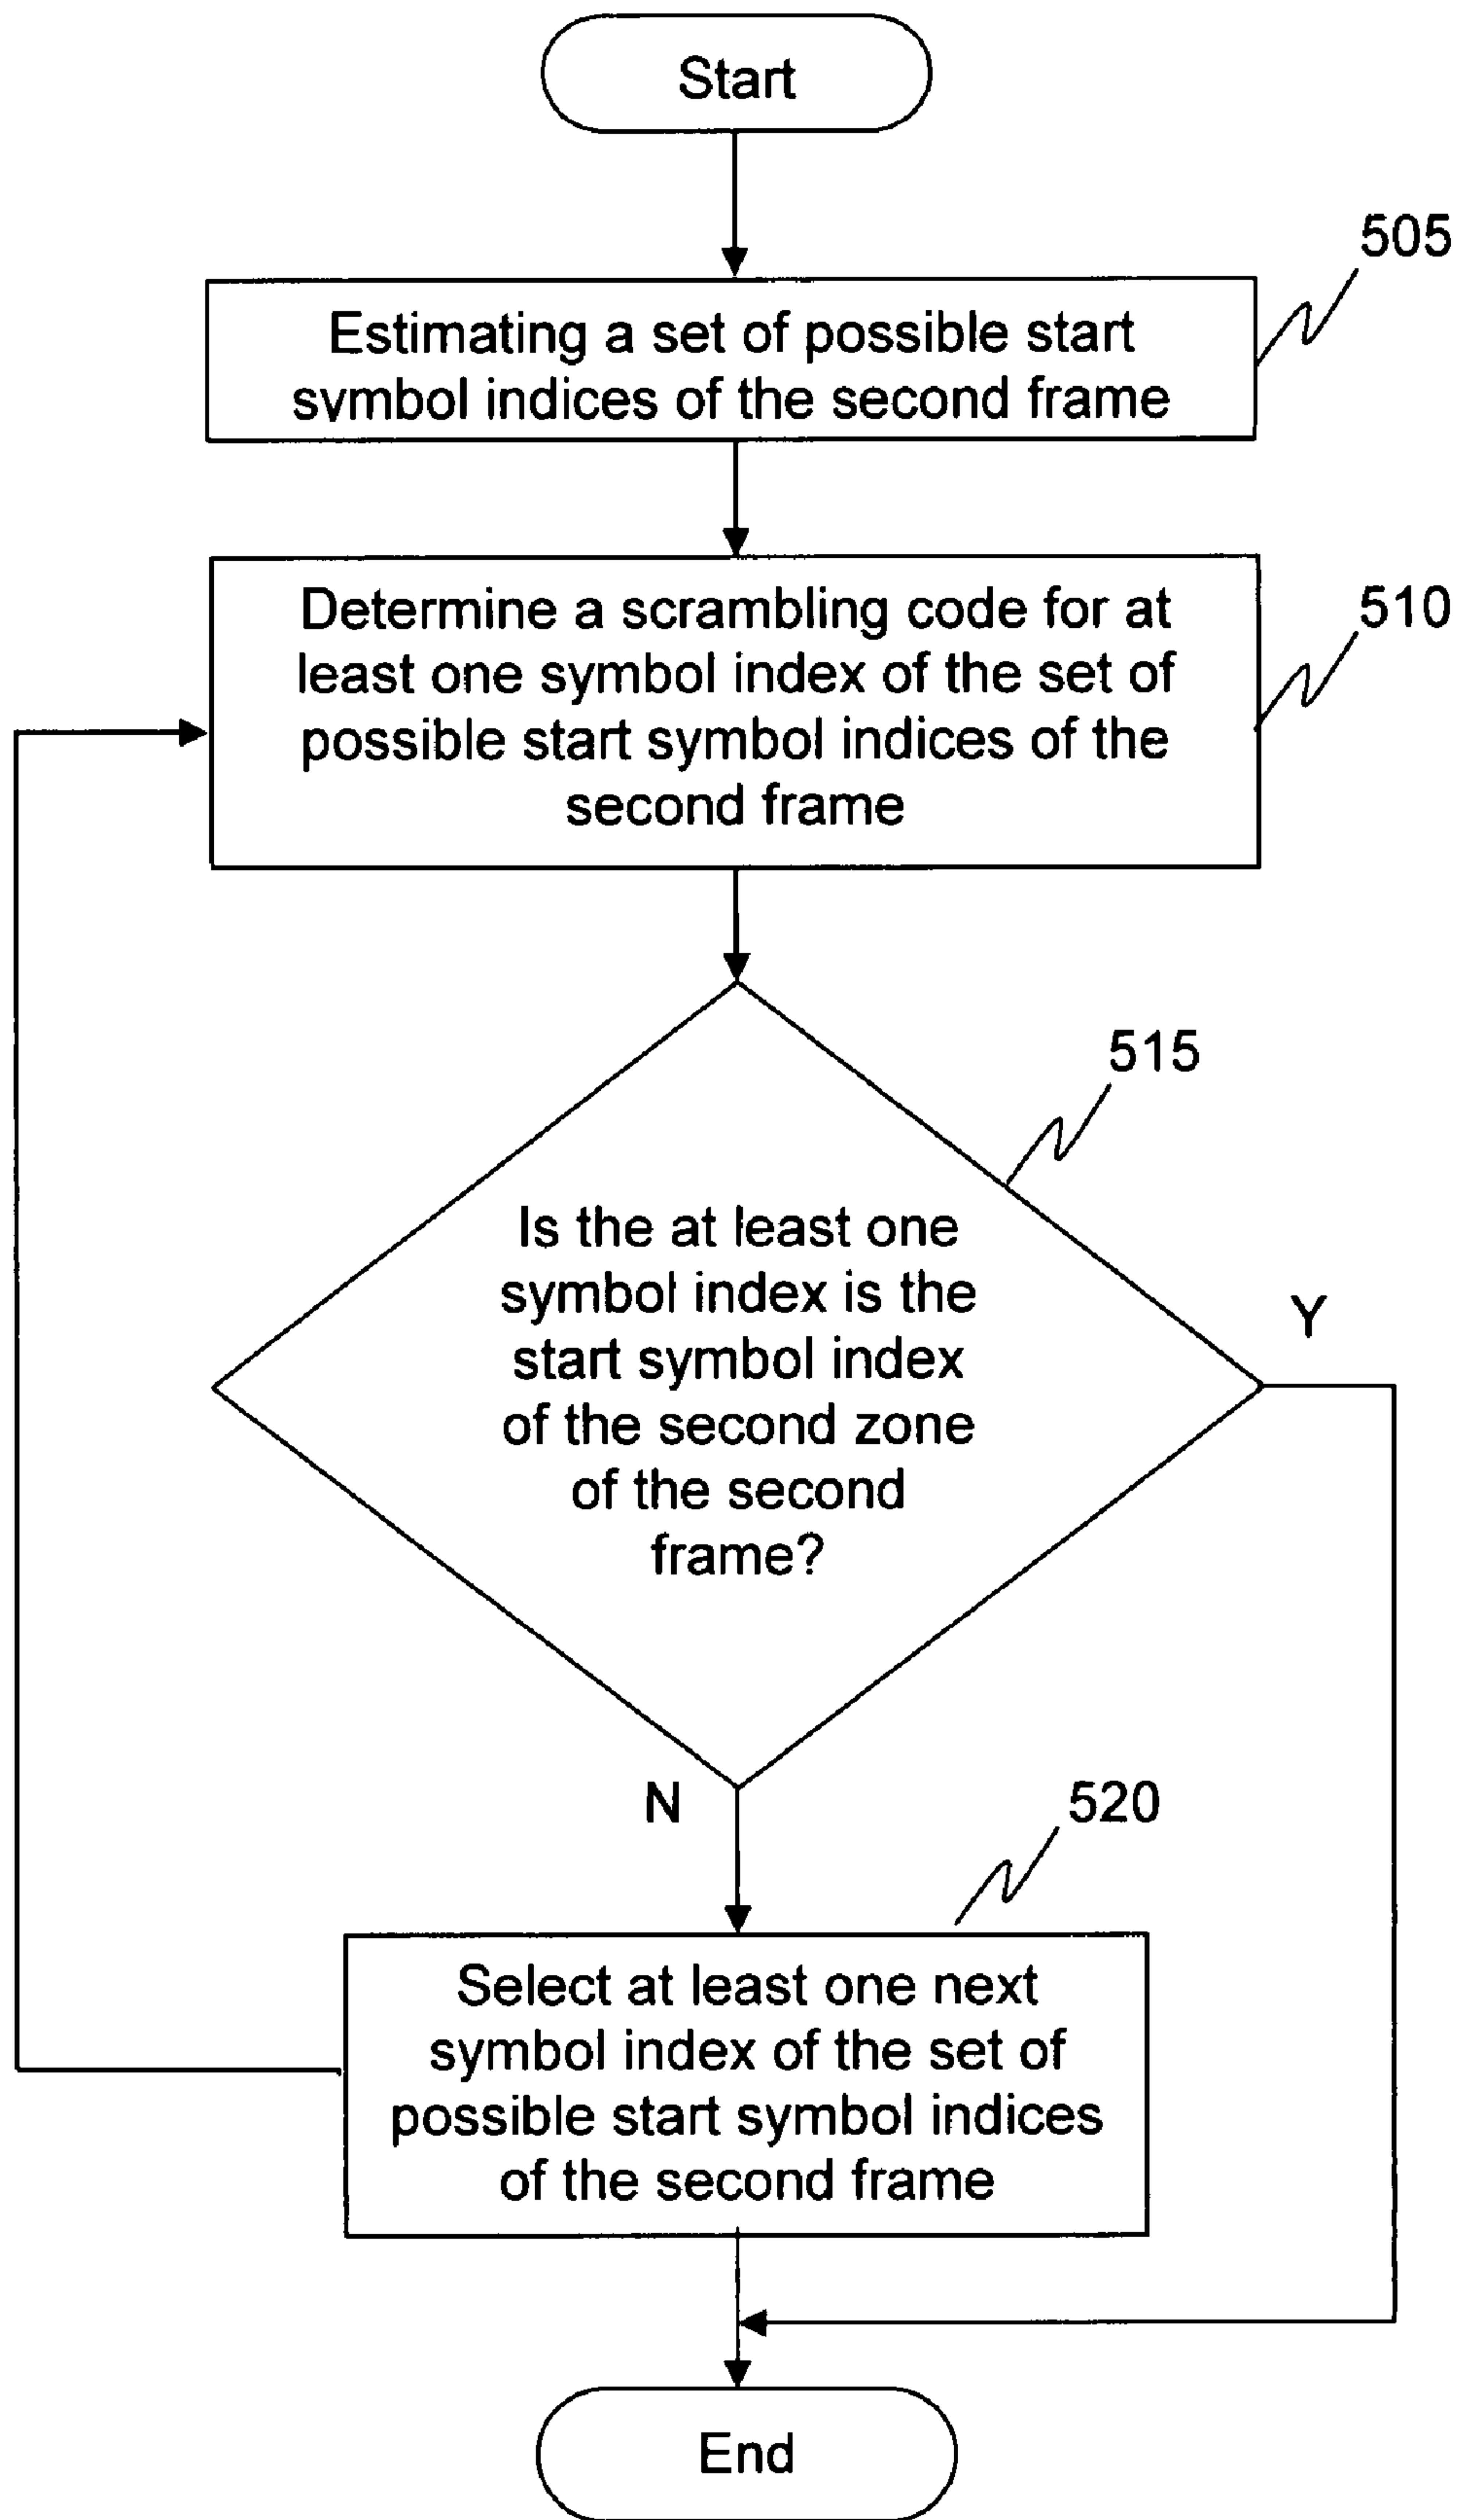 Start
505
Estimating a set of possible start
symbol indices of the second frame
510
Determine a scrambling code for at
least one symbol index of the set of
possible start symbol indices of the
second frame
515
Is the at least one
symbol index is the
start symbol index
of the second zone
of the second
frame?
Y
N
520
Select at least one next
symbol index of the set of
possible start symbol indices
of the second frame
End